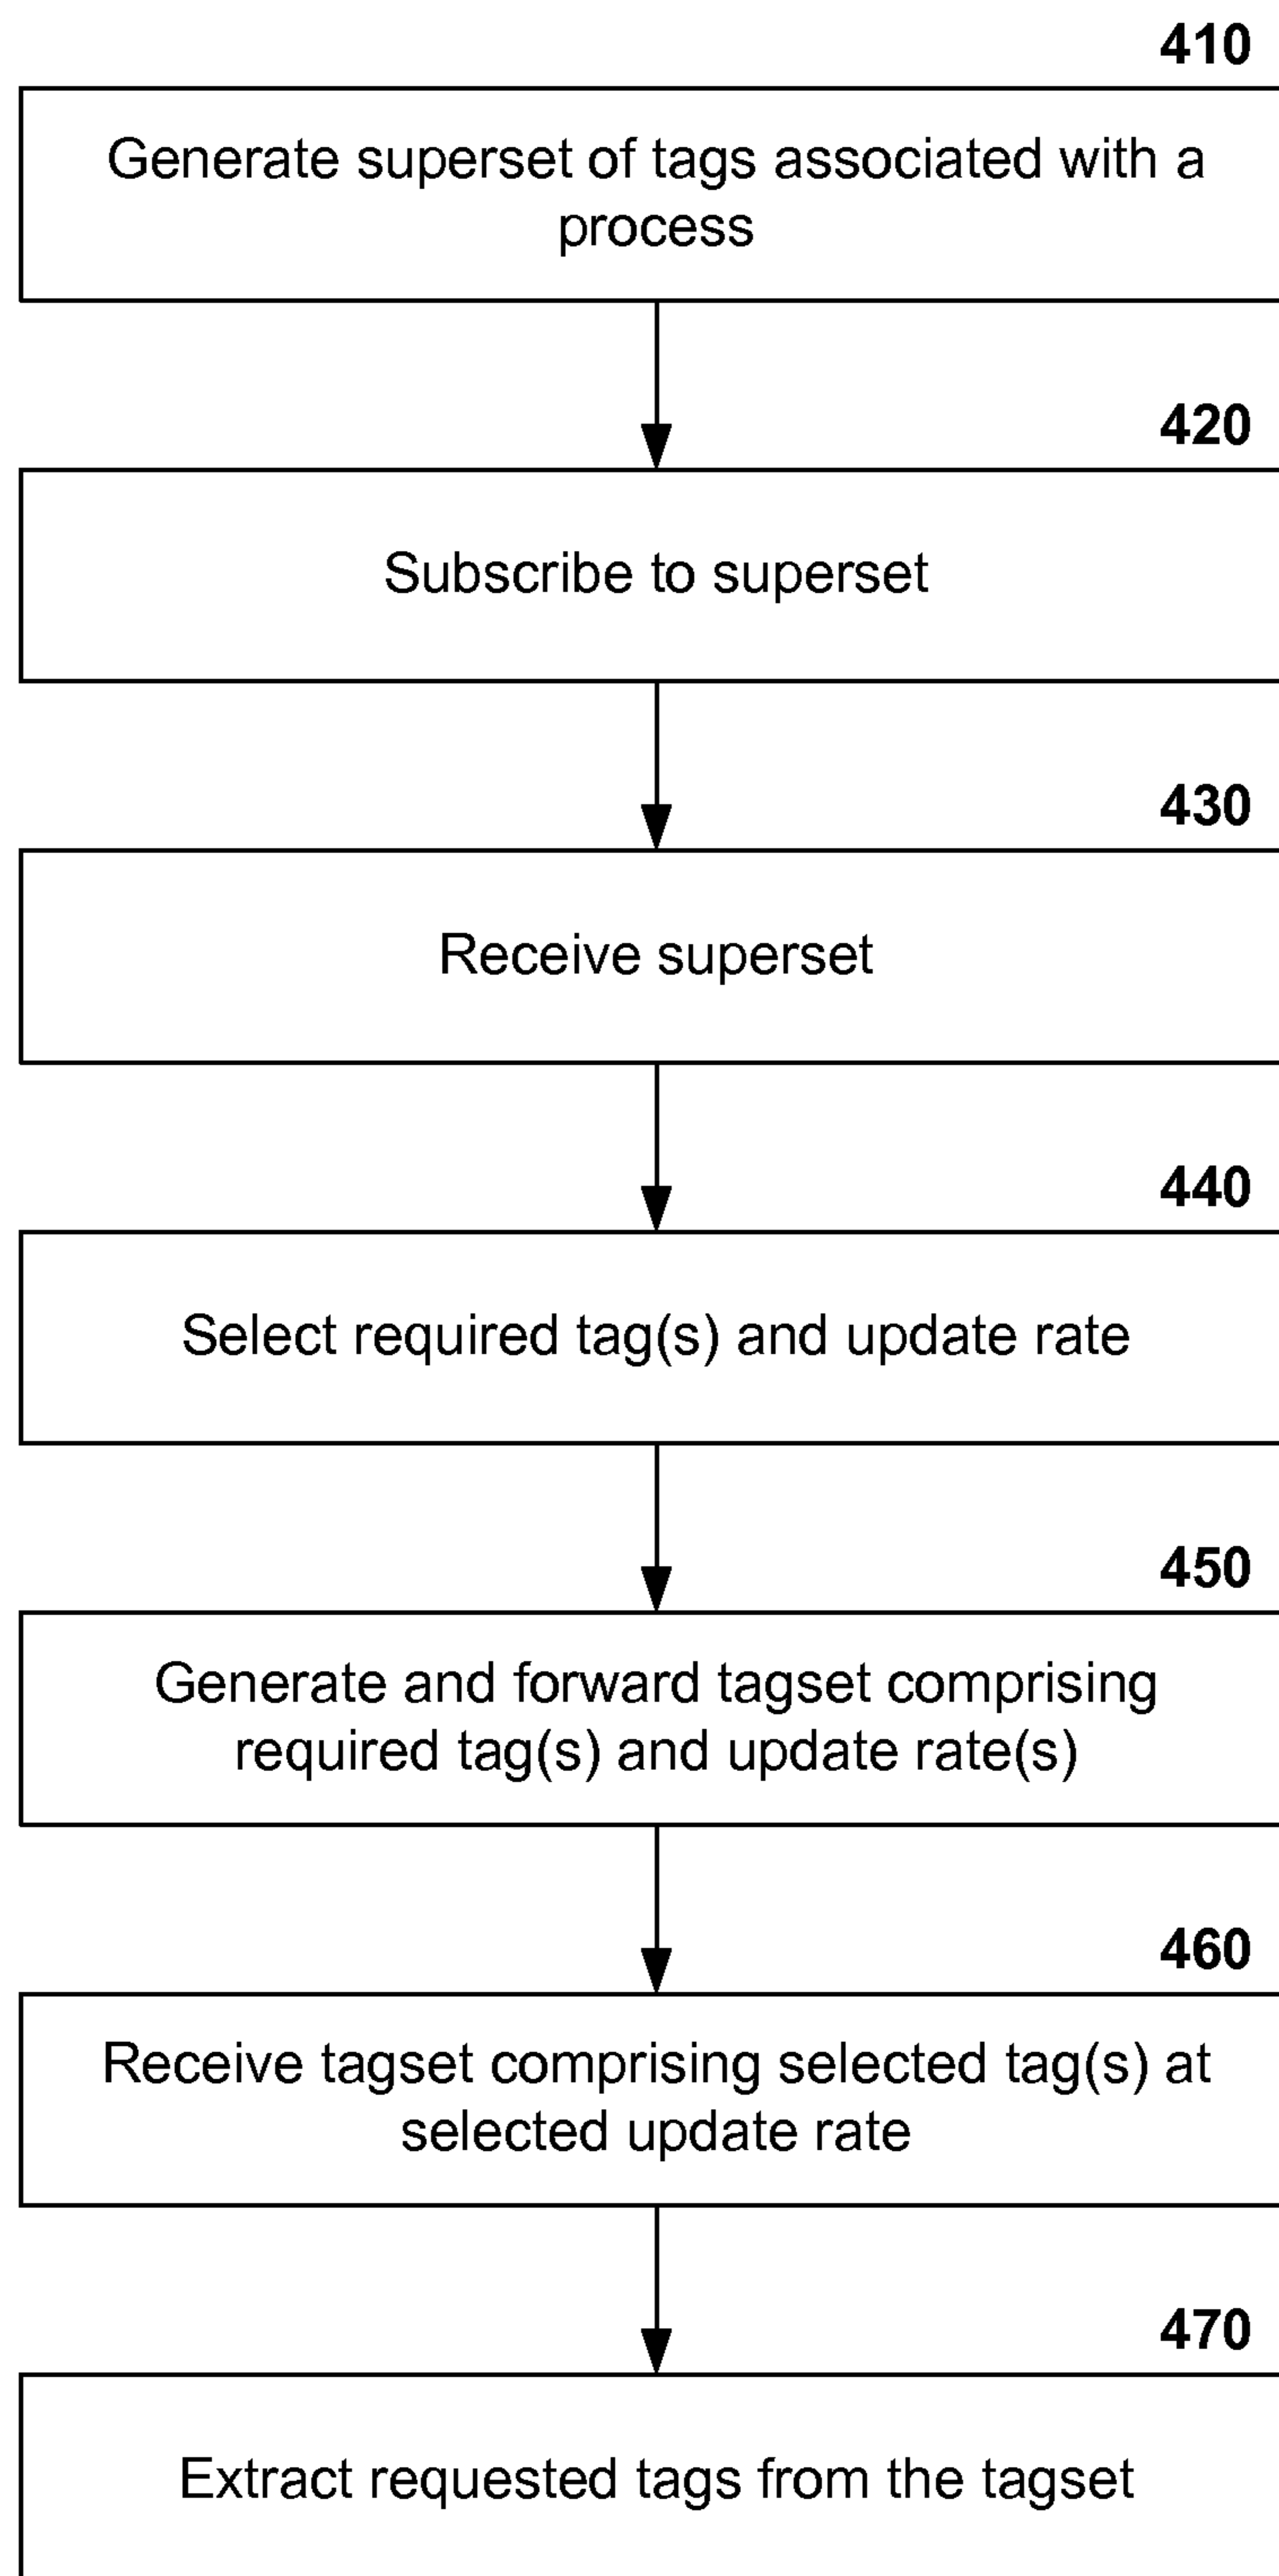 410
Generate superset of tags associated with a
process
420
Subscribe to superset
430
Receive superset
440
Select required tag(s) and update rate
450
Generate and forward tagset comprising
required tag(s) and update rate(s)
460
Receive tagset comprising selected tag(s) at
selected update rate
470
Extract requested tags from the tagset